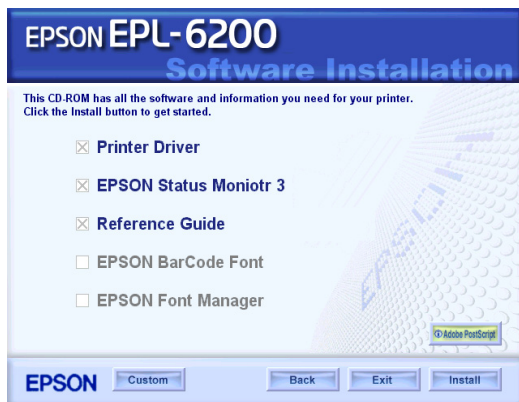 EPSON EPL-6200
Software Installation
This CD-ROM has all the software and information you need for your printer.
Click the Install button to get started.
Printer Driver
EPSON Status Moniotr 3
Reference Guide
EPSON BarCode Font
EPSON Font Manager
EPSON
Adobe PostScript
EPSON Custom Back Exit Install